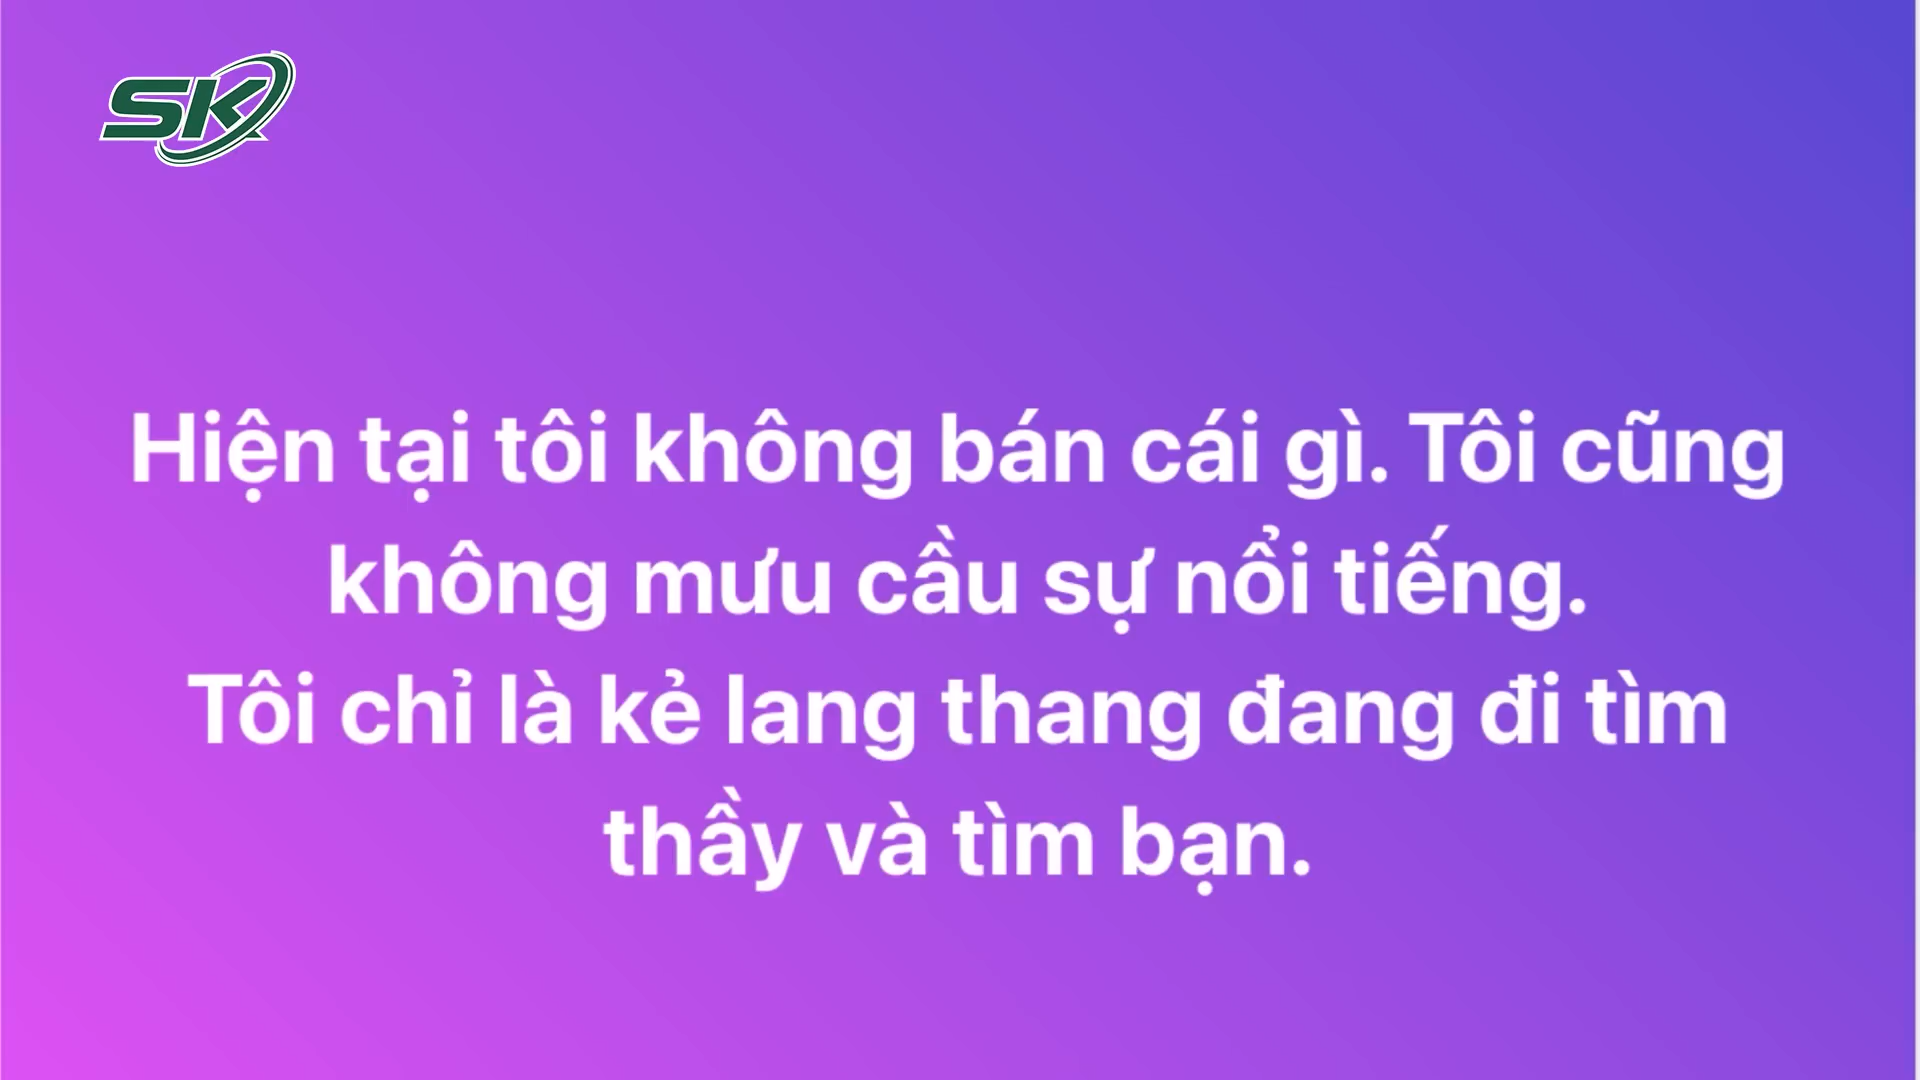 SK
Hiện tại tôi không bán cái gì. Tôi cũng
không mưu cầu sự nổi tiếng.
Tôi chỉ là kẻ lang thang đang đi tìm
thầy và tìm bạn.